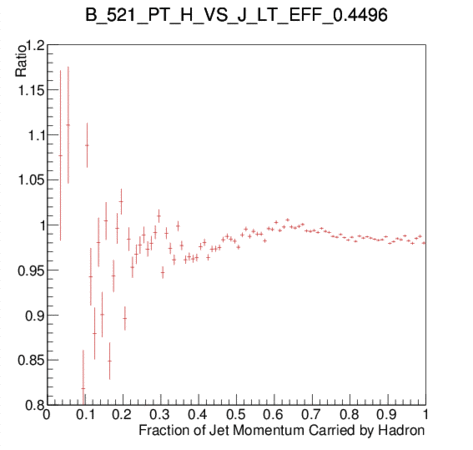 B_521_PT_H_VS_J_LT_EFF_0.4496
Ratio
1.2
1.15
1.1
1.05
1
0.95
0.9
0.85
0.8
0 0.1 0.2 0.3 0.4 0.5 0.6 0.7 0.8 0.9 1
Fraction of Jet Momentum Carried by Hadron